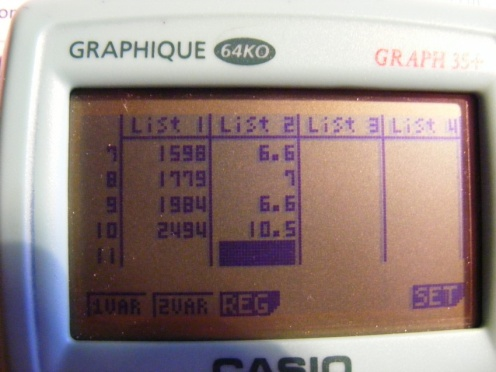 GRAPHIQUE 64KO GRAPH 35+
List 1 List 2 List 3 List 4
7 1598 6.6
8 1779 7
9 1984 6.6
10 2494 10.5
11
1VAR 2VAR REG SET
CASIO